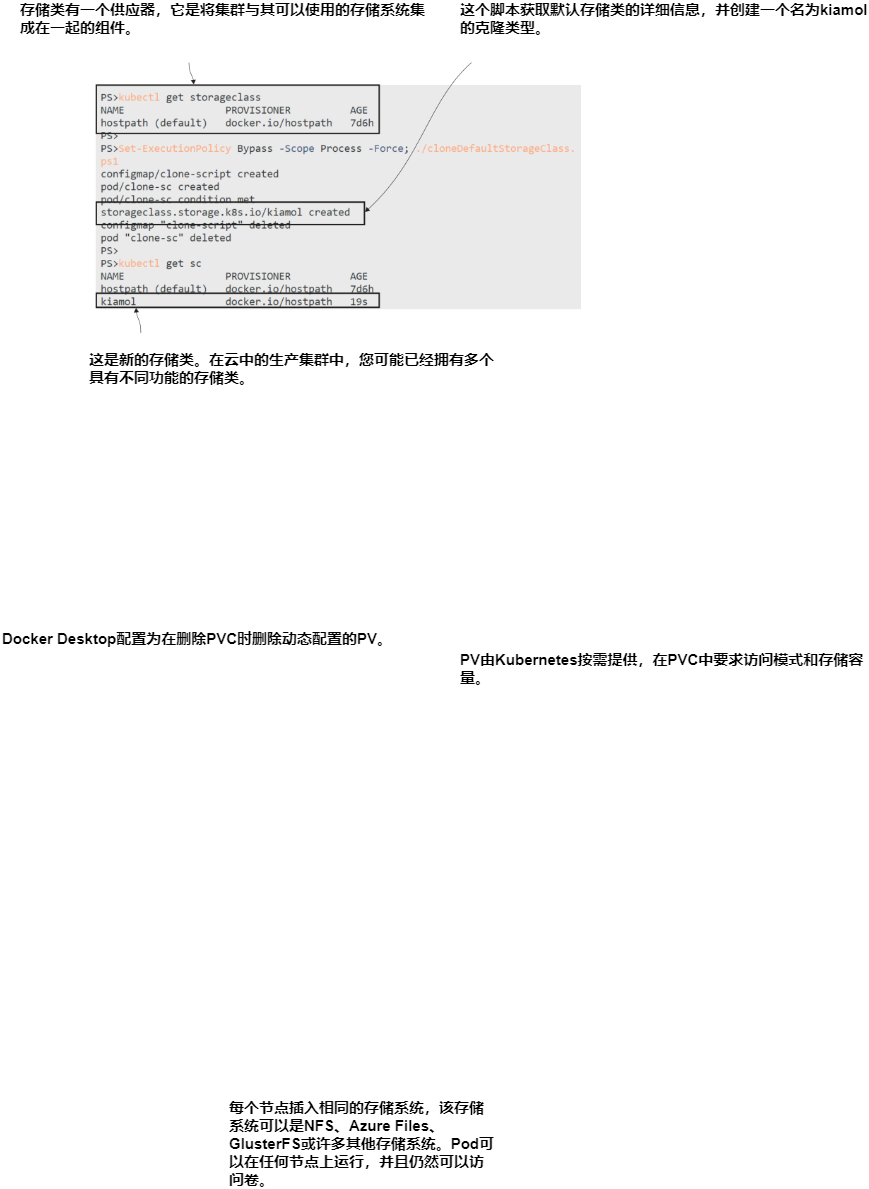 存储类有一个供应器，它是将集群与其可以使用的存储系统集
成在一起的组件。
这个脚本获取默认存储类的详细信息，并创建一个名为kiamol
的克隆类型。
PS>kubectl get storageclass
NAME PROVISIONER AGE
hostpath (default) docker.io/hostpath 7d6h
PS>
PS>Set-ExecutionPolicy Bypass -Scope Process -Force; ./cloneDefaultStorageClass.
ps1
configmap/clone-script created
pod/clone-sc created
pod/clone-sc condition met
storageclass.storage.k8s.io/kiamol created
configmap "clone-script" deleted
pod "clone-sc" deleted
PS>
PS>kubectl get sc
NAME PROVISIONER AGE
hostpath (default) docker.io/hostpath 7d6h
kiamol docker.io/hostpath 19s
这是新的存储类。在云中的生产集群中，您可能已经拥有多个
具有不同功能的存储类。
Docker Desktop配置为在删除PVC时删除动态配置的PV。
PV由Kubernetes按需提供，在PVC中要求访问模式和存储容
量。
每个节点插入相同的存储系统，该存储
系统可以是NFS、Azure Files、
GlusterFS或许多其他存储系统。Pod可
以在任何节点上运行，并且仍然可以访
问卷。